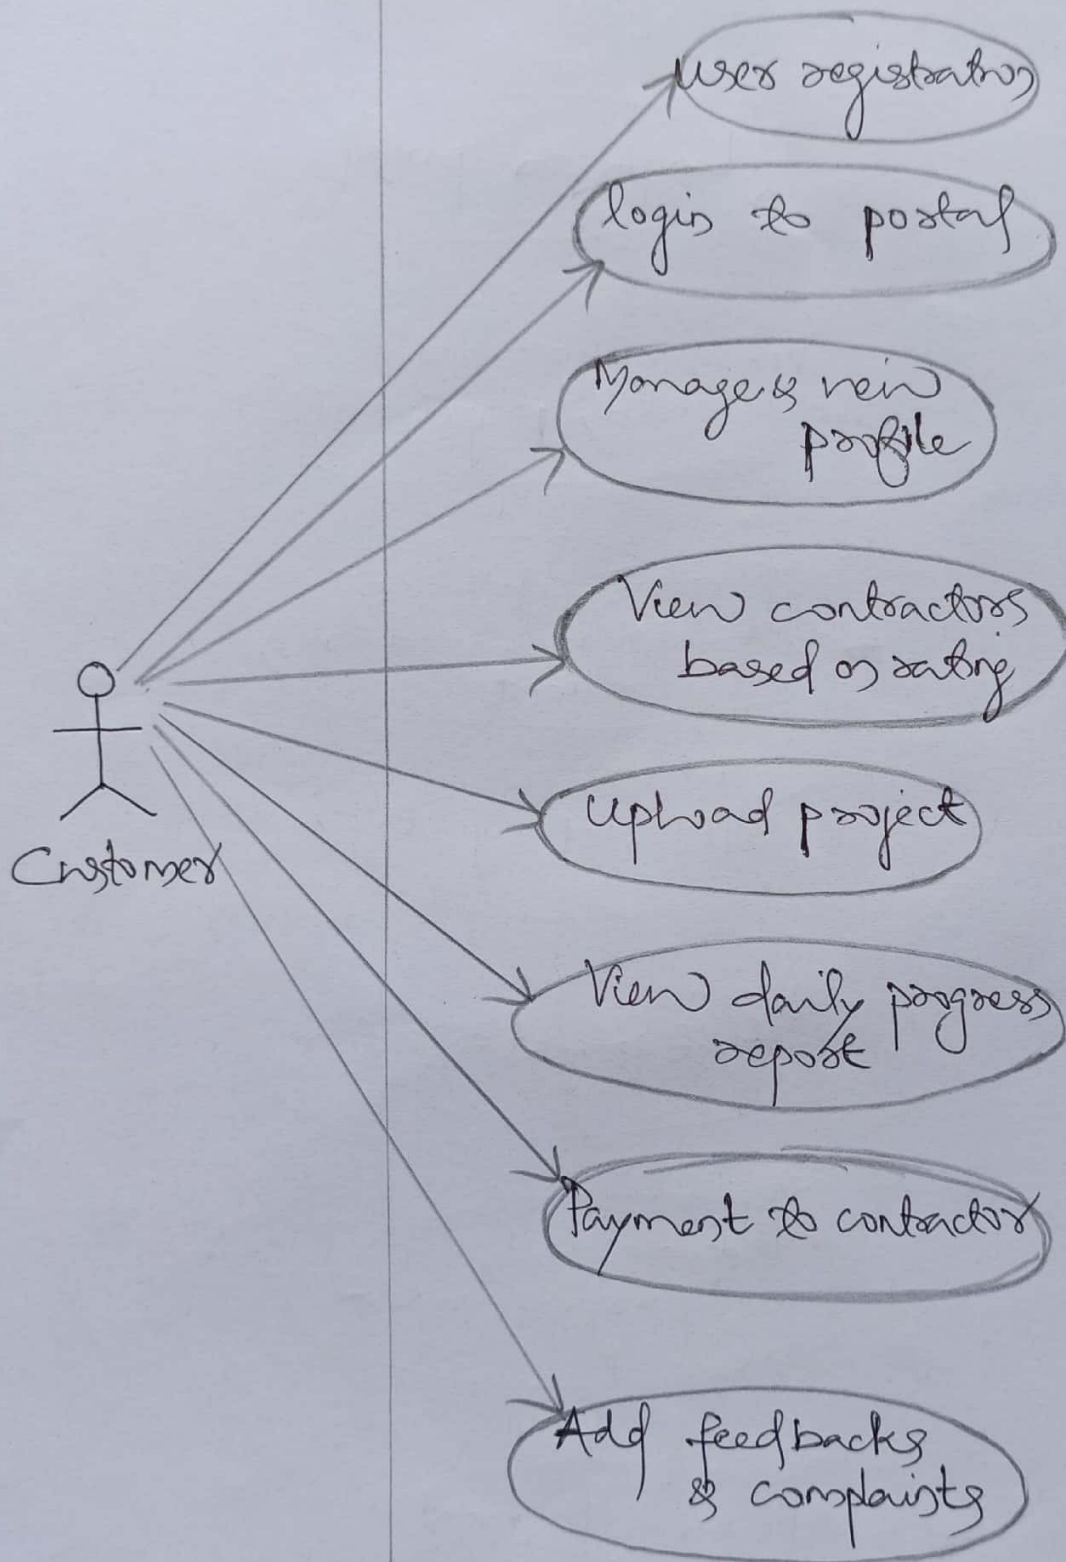 User registration
login to portal
Manage & view
profile
View contractors
based on rating
Customer
Upload project
View daily progress
report
Payment to contractor
Add feedbacks
& complaints